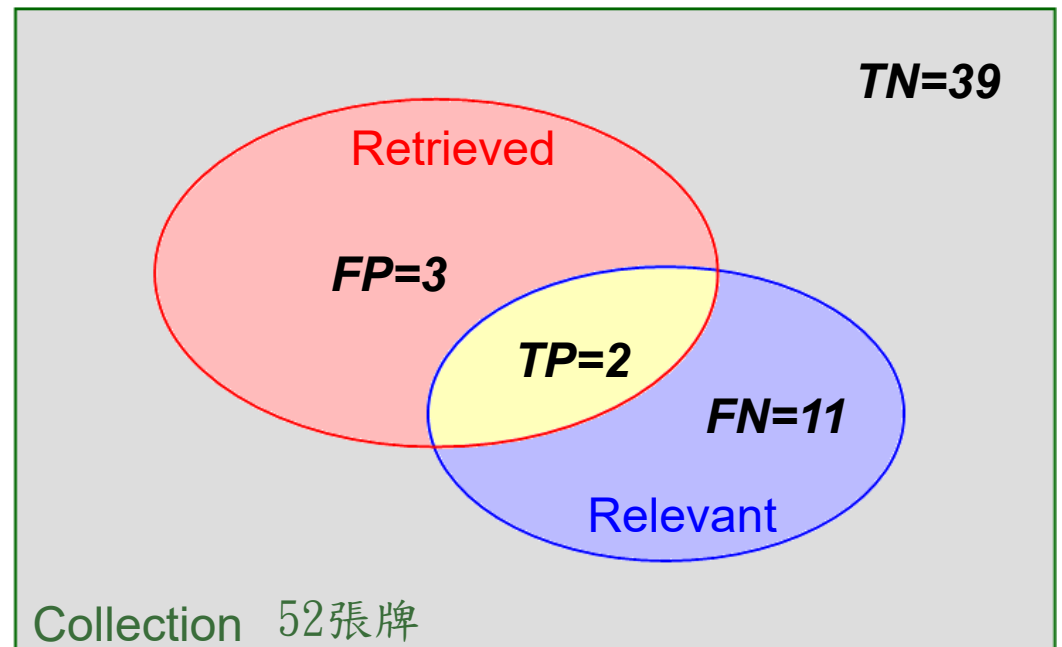 TN=39
Retrieved
FP=3
TP=2
FN=11
Relevant
Collection 52張牌